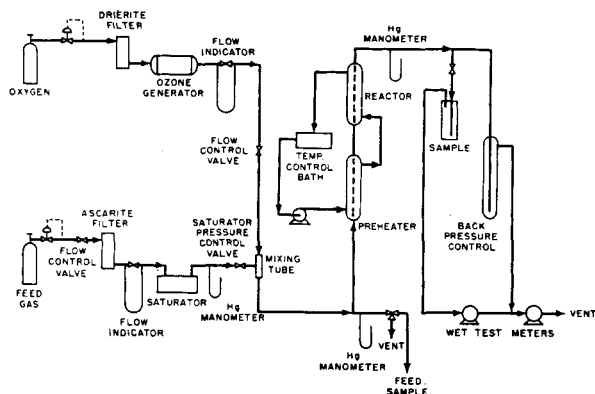 DRIERITE
FILTER
OXYGEN
OZONE
GENERATOR
FLOW
INDICATOR
FLOW
CONTROL
VALVE
Hg
MANOMETER
REACTOR
TEMP.
CONTROL
BATH
PREHEATER
SAMPLE
BACK
PRESSURE
CONTROL
ASCARITE
FILTER
FLOW
CONTROL
VALVE
FEED
GAS
FLOW
INDICATOR
SATURATOR
SATURATOR
PRESSURE
CONTROL
VALVE
Hg
MANOMETER
MIXING
TUBE
VENT
Hg
MANOMETER
FEED
SAMPLE
WET TEST METERS
VENT